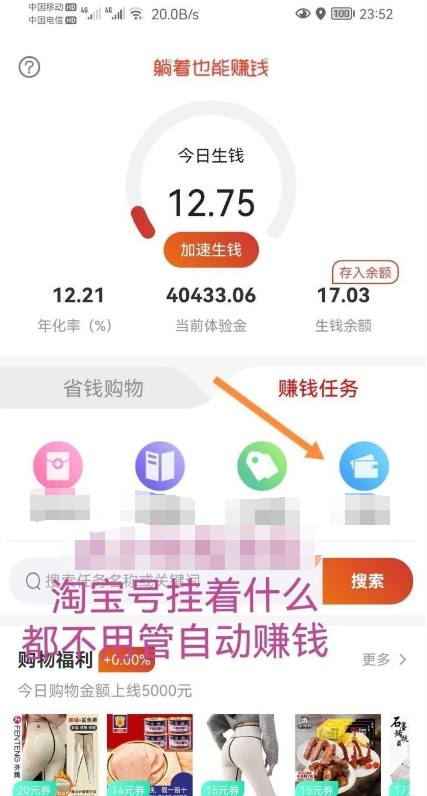 中国移动 HD 4G 4G 20.0B/s 100 23:52
中国电信 HD
?
躺着也能赚钱
今日生钱
12.75
加速生钱
存入余额
12.21 40433.06 17.03
年化率（%） 当前体验金 生钱余额
省钱购物 赚钱任务
搜索任务名称或关键词 搜索
淘宝号挂着什么
都不用管自动赚钱
购物福利 +0.00% 更多
今日购物金额上线5000元
FENTENG 芬腾
20元券 14元券 15元券 30元券 17元